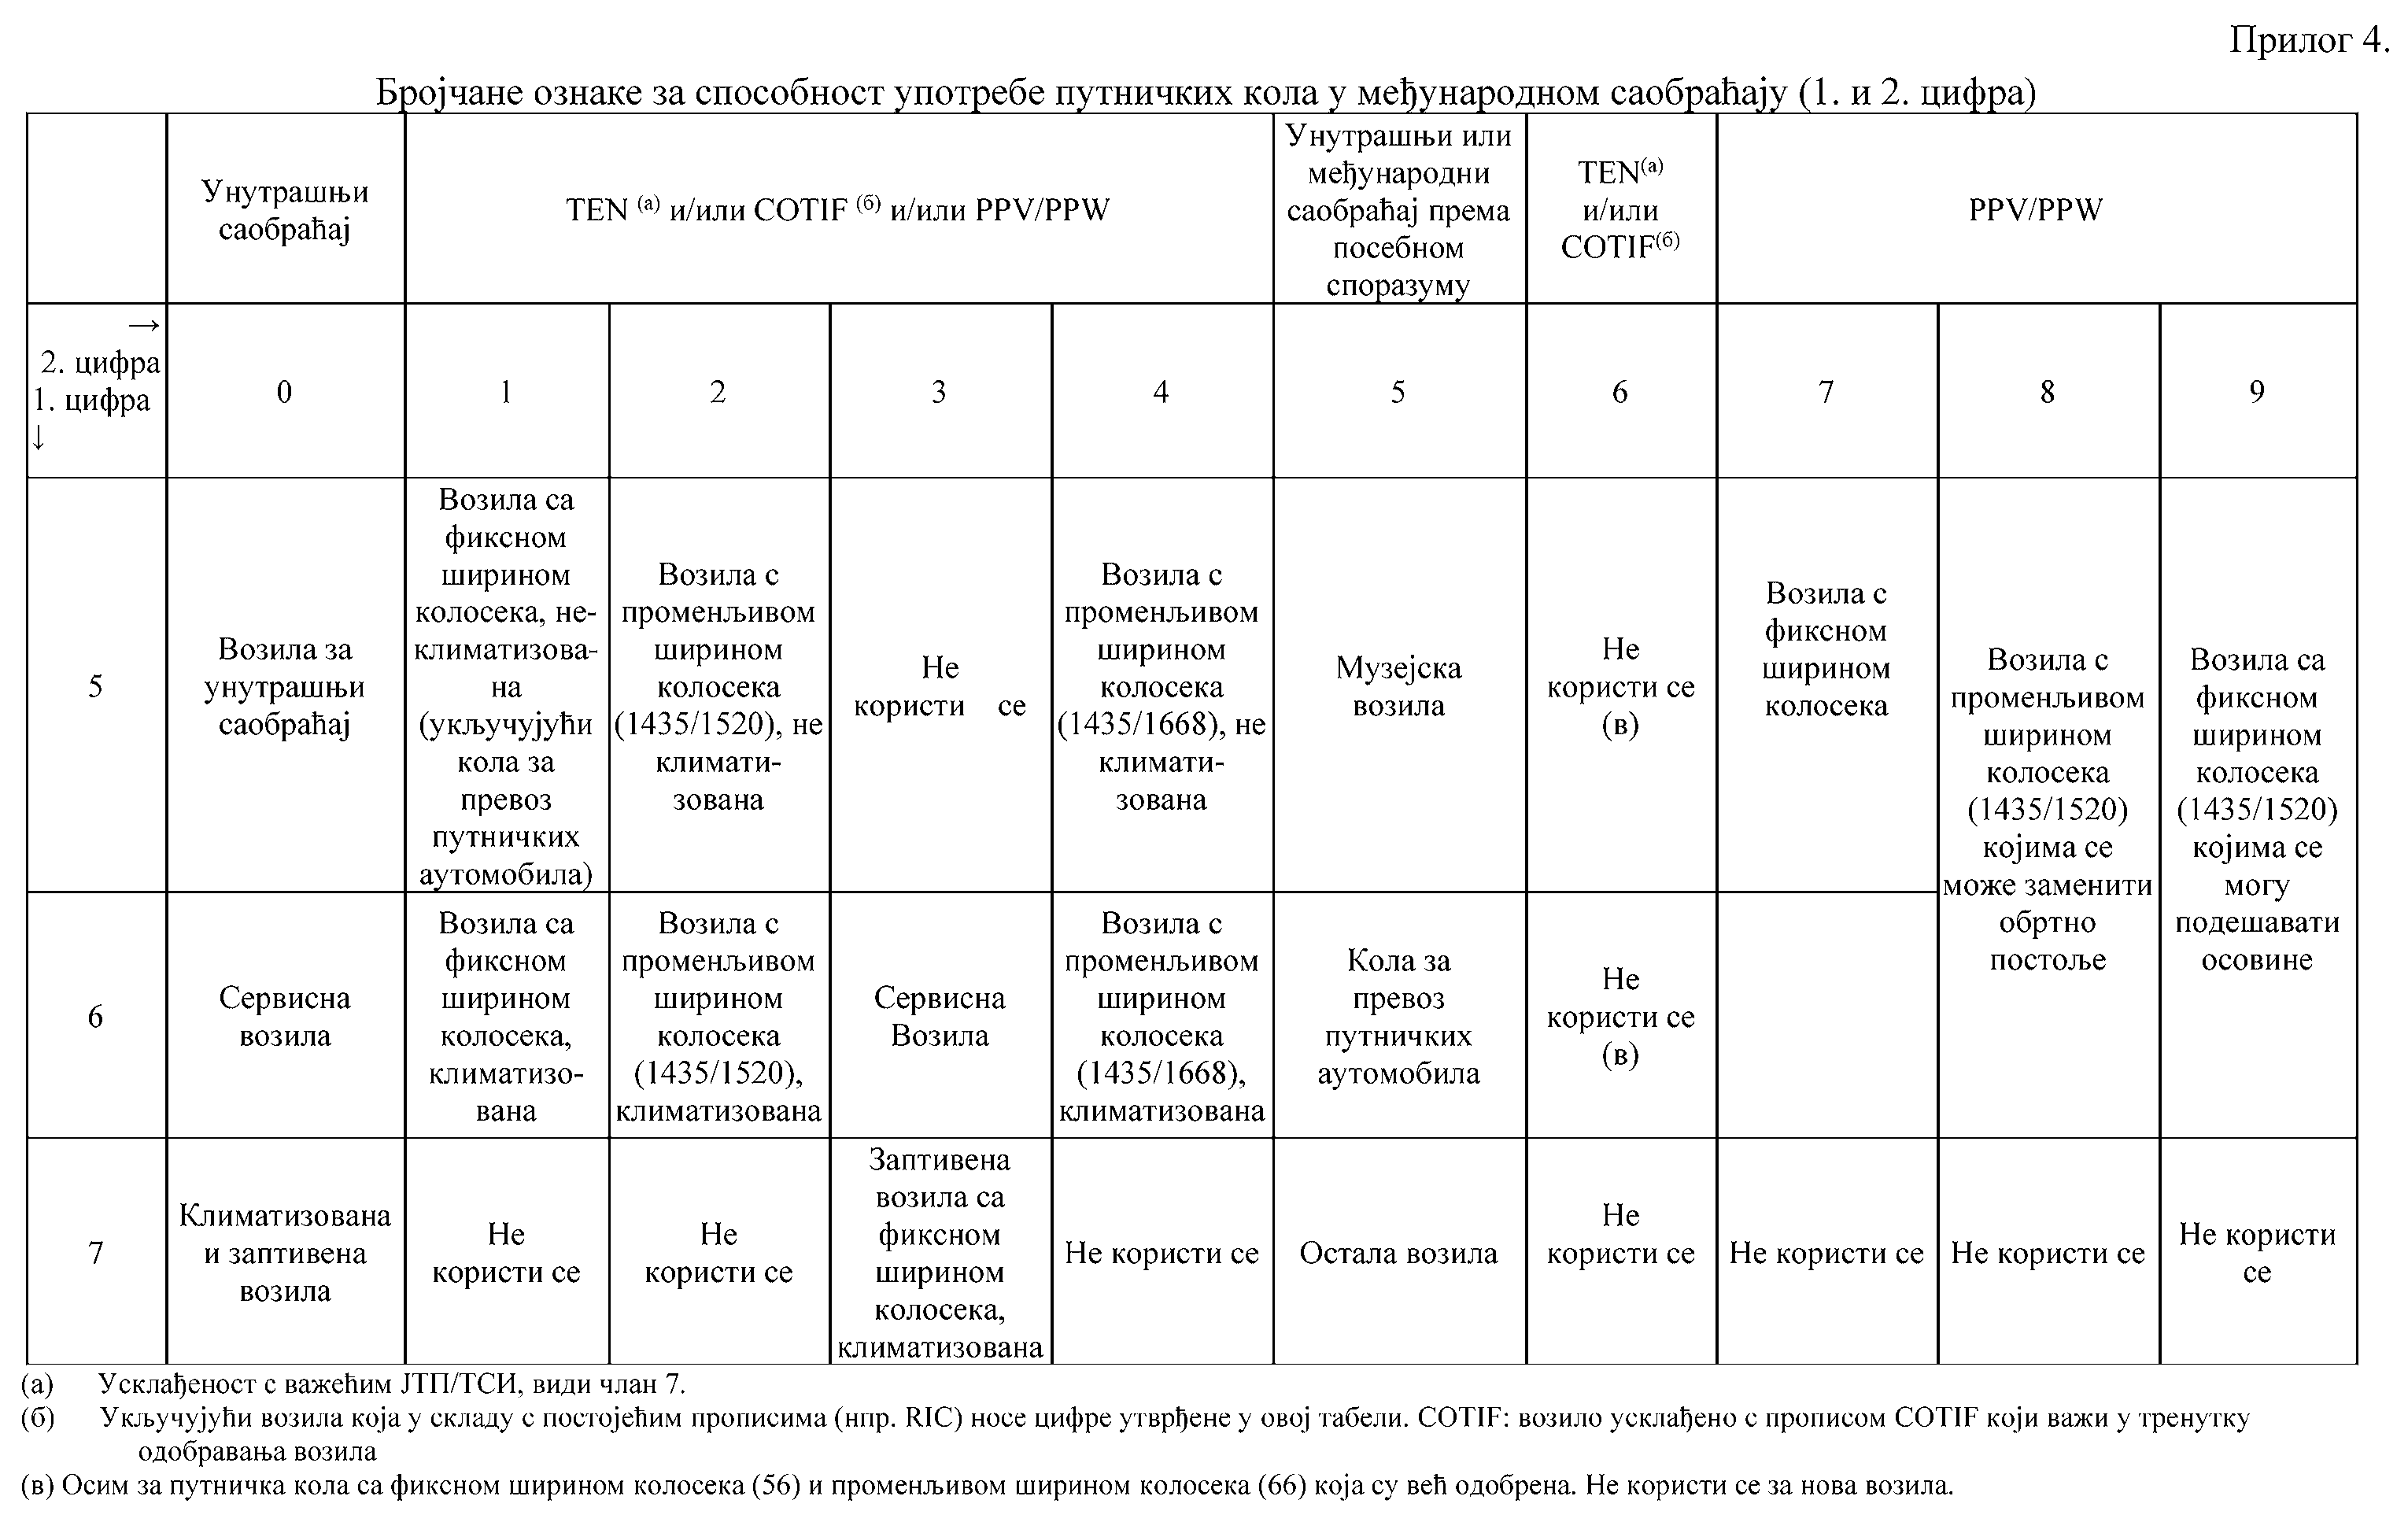 Прилог 4.
Бројчане ознаке за способност употребе путничких кола у међународном саобраћају (1. и 2. цифра)
Унутрашњи
саобраћај
TEN (а) и/или COTIF (б) и/или PPV/PPW
Унутрашњи или
међународни
саобраћај према
посебном
споразуму
TEN(а)
и/или
COTIF(б)
PPV/PPW
→
2. цифра
1. цифра
↓
0
1
2
3
4
5
6
7
8
9
5
Возила за
унутрашњи
саобраћај
Возила са
фиксном
ширином
колосека, не-
климатизова-
на
(укључујући
кола за
превоз
путничких
аутомобила)
Возила с
променљивом
ширином
колосека
(1435/1520), не
климати-
зована
Не
користи се
Возила с
променљивом
ширином
колосека
(1435/1668), не
климати-
зована
Музејска
возила
Не
користи се
(в)
Возила с
фиксном
ширином
колосека
Возила с
променљивом
ширином
колосека
(1435/1520)
којима се
може заменити
обртно
постоље
Возила са
фиксном
ширином
колосека
(1435/1520)
којима се
могу
подешавати
осовине
6
Сервисна
возила
Возила са
фиксном
ширином
колосека,
климатизо-
вана
Возила с
променљивом
ширином
колосека
(1435/1520),
климатизована
Сервисна
Возила
Возила с
променљивом
ширином
колосека
(1435/1668),
климатизована
Кола за
превоз
путничких
аутомобила
Не
користи се
(в)
7
Климатизована
и заптивена
возила
Не
користи се
Не
користи се
Заптивена
возила са
фиксном
ширином
колосека,
климатизована
Не користи се
Остала возила
Не
користи се
Не користи се
Не користи се
Не користи
се
(а) Усклађеност с важећим ЈТП/ТСИ, види члан 7.
(б) Укључујући возила која у складу с постојећим прописима (нпр. RIC) носе цифре утврђене у овој табели. COTIF: возило усклађено с прописом COTIF који важи у тренутку
одобравања возила
(в) Осим за путничка кола са фиксном ширином колосека (56) и променљивом ширином колосека (66) која су већ одобрена. Не користи се за нова возила.